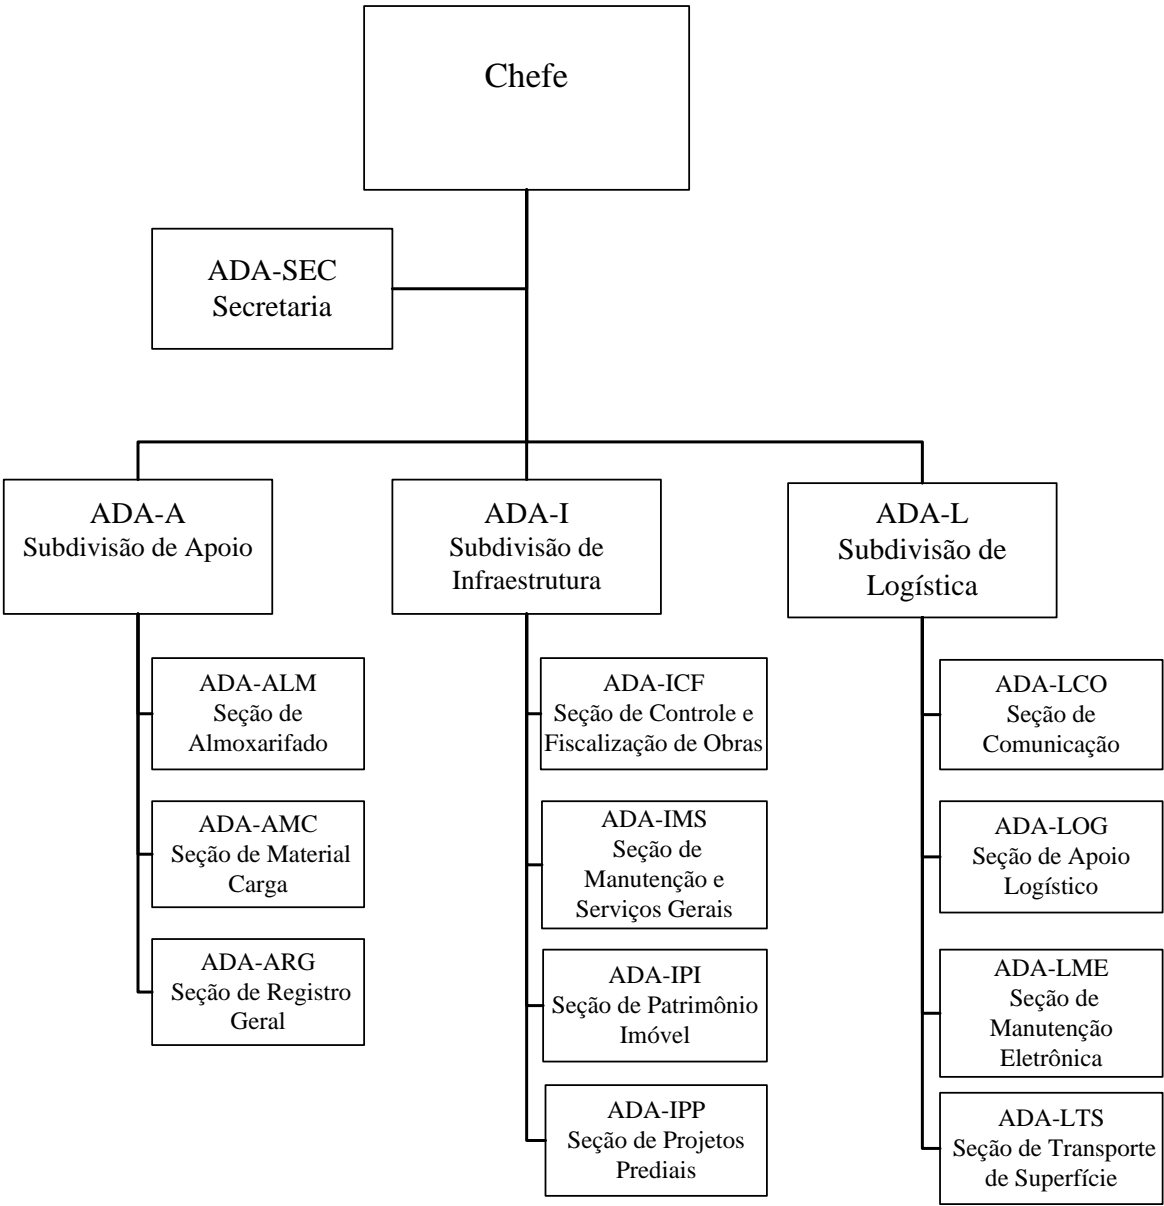 Chefe
ADA-SEC
Secretaria
ADA-A
Subdivisão de Apoio
ADA-I
Subdivisão de
Infraestrutura
ADA-L
Subdivisão de
Logística
ADA-ALM
Seção de
Almoxarifado
ADA-AMC
Seção de Material
Carga
ADA-ARG
Seção de Registro
Geral
ADA-ICF
Seção de Controle e
Fiscalização de Obras
ADA-IMS
Seção de
Manutenção e
Serviços Gerais
ADA-IPI
Seção de Patrimônio
Imóvel
ADA-IPP
Seção de Projetos
Prediais
ADA-LCO
Seção de
Comunicação
ADA-LOG
Seção de Apoio
Logístico
ADA-LME
Seção de
Manutenção
Eletrônica
ADA-LTS
Seção de Transporte
de Superfície